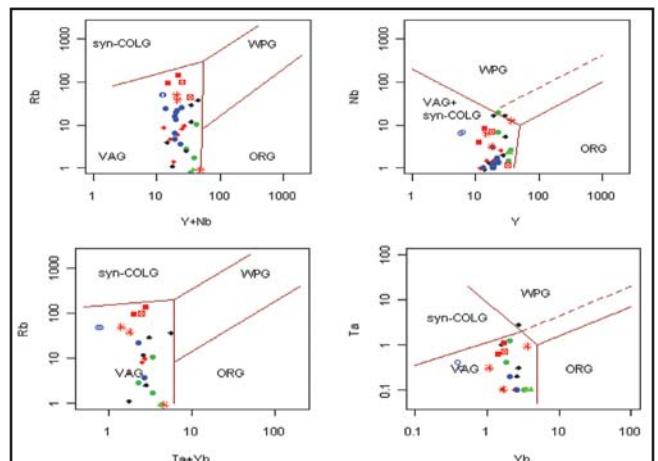 syn-COLG
WPG
VAG
ORG
Rb
1
10
100
1000
1
10
100
1000
Y+Nb
WPG
VAG+
syn-COLG
ORG
Nb
1
10
100
1000
1
10
100
1000
Y
syn-COLG
WPG
VAG
ORG
Rb
1
10
100
1000
1
10
100
Ta+Yb
WPG
syn-COLG
VAG
ORG
Ta
0.1
1
10
100
0.1
1
10
100
Yb